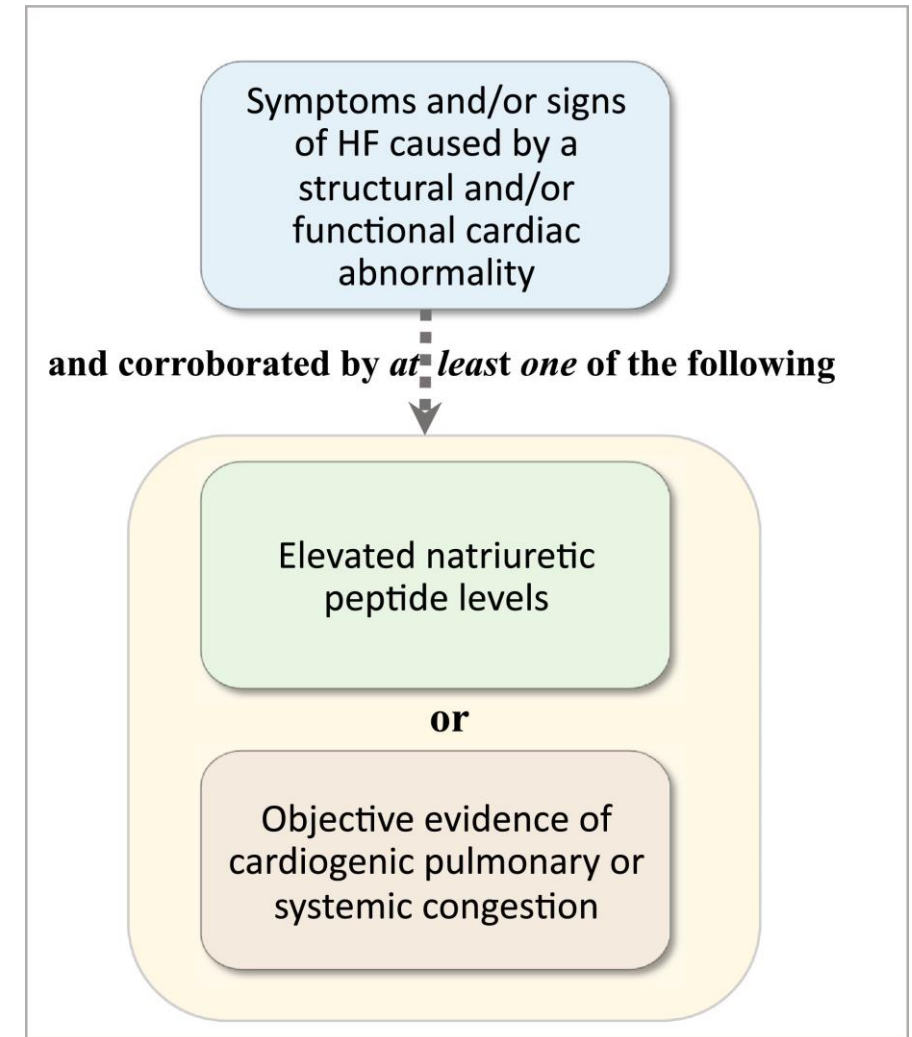 Symptoms and/or signs
of HF caused by a
structural and/or
functional cardiac
abnormality
and corroborated by at least one of the following
Elevated natriuretic
peptide levels
or
Objective evidence of
cardiogenic pulmonary or
systemic congestion